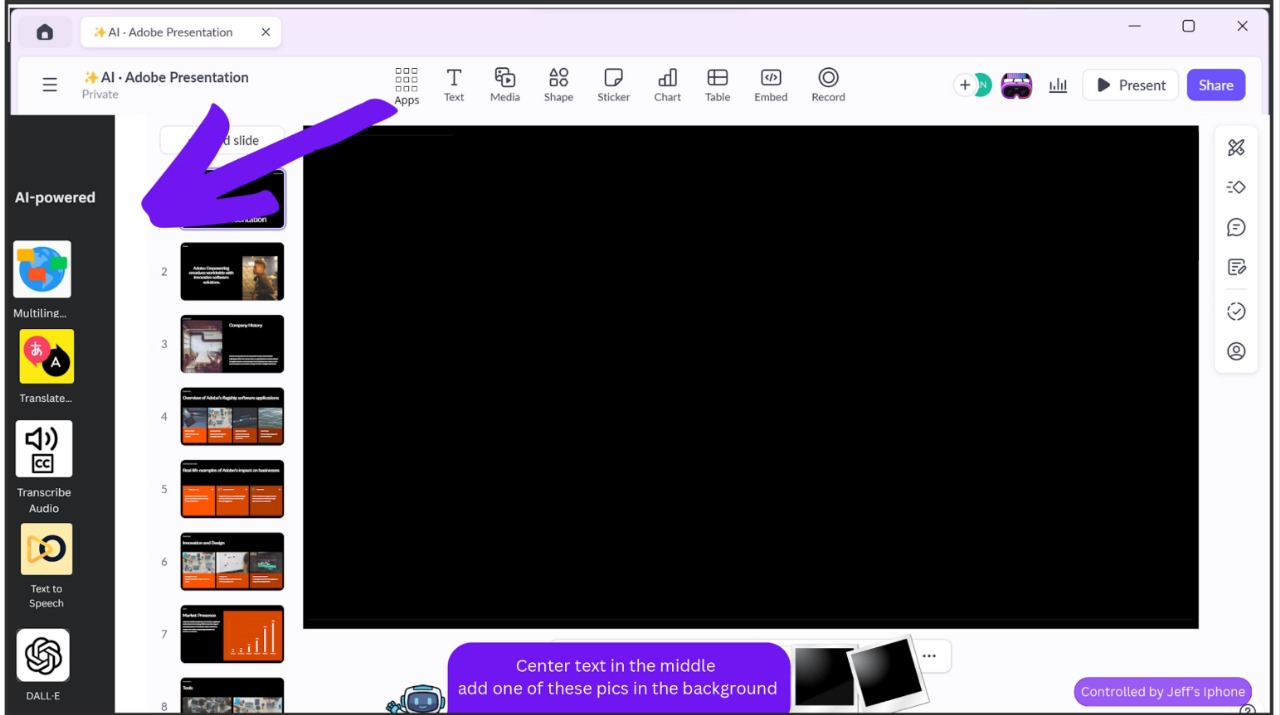 AI · Adobe Presentation
AI · Adobe Presentation
Private
Apps
Text
Media
Shape
Sticker
Chart
Table
Embed
Record
N
Present
Share
AI-powered
Multiling...
あ
A
Translate...
CC
Transcribe
Audio
Text to
Speech
DALL·E
slide
2
Adobe: Empowering
creatives worldwide with
innovative software
solutions.
3
Company History
4
Overview of Adobe's flagship software applications
5
Real-life examples of Adobe's impact on businesses
6
Innovation and Design
7
Market Presence
8
Tools
Center text in the middle
add one of these pics in the background
Controlled by Jeff's Iphone
?